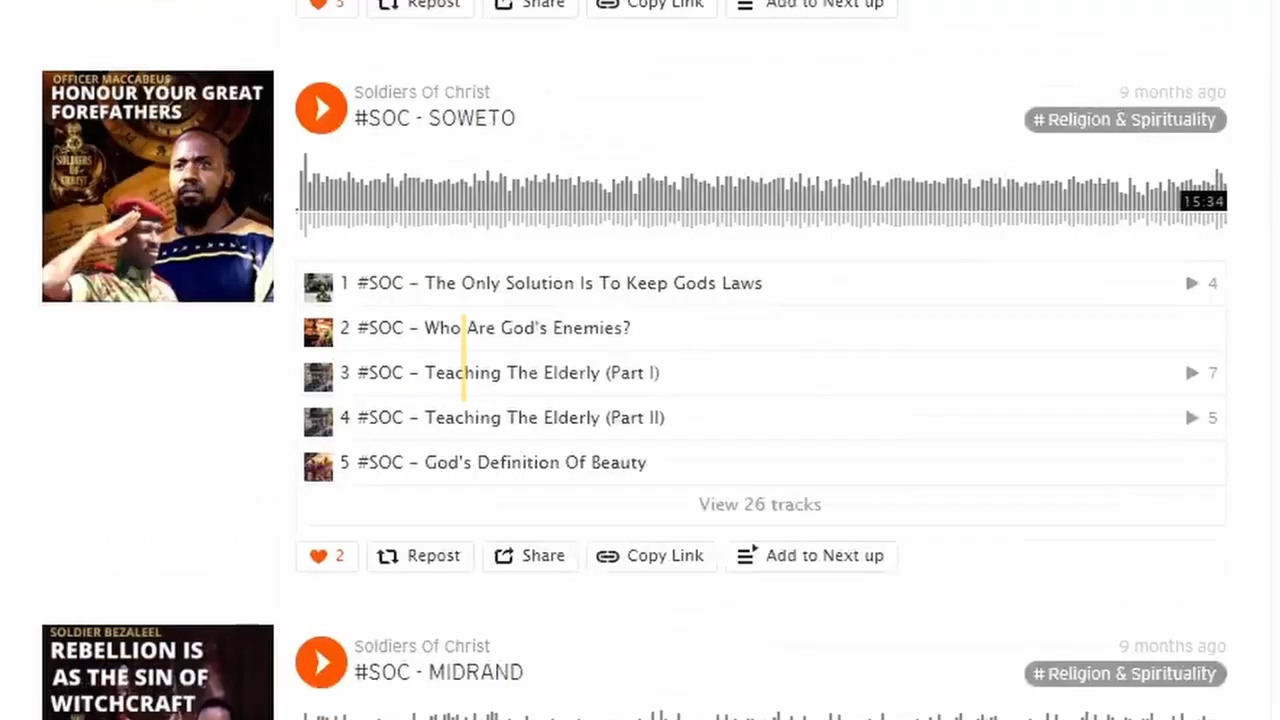 5 Repost Share Copy Link Add to Next up
OFFICER MACCABEUS
HONOUR YOUR GREAT
FOREFATHERS
SOLDIERS
OF
CHRIST
Soldiers Of Christ
9 months ago
#SOC - SOWETO
# Religion & Spirituality
15:34
1 #SOC – The Only Solution Is To Keep Gods Laws 4
2 #SOC – Who Are God's Enemies?
3 #SOC – Teaching The Elderly (Part I) 7
4 #SOC – Teaching The Elderly (Part II) 5
5 #SOC – God's Definition Of Beauty
View 26 tracks
2 Repost Share Copy Link Add to Next up
SOLDIER BEZALEEL
REBELLION IS
AS THE SIN OF
WITCHCRAFT
Soldiers Of Christ
9 months ago
#SOC - MIDRAND
# Religion & Spirituality